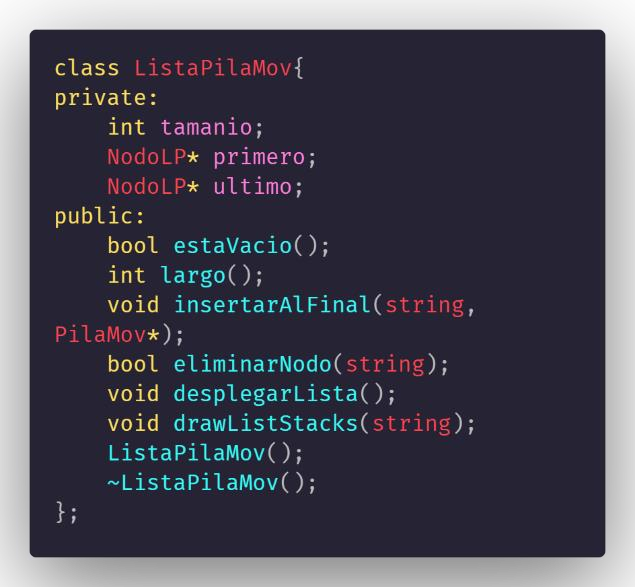 class ListaPilaMov{
private:
    int tamanio;
    NodoLP* primero;
    NodoLP* ultimo;
public:
    bool estaVacio();
    int largo();
    void insertarAlFinal(string,
PilaMov*);
    bool eliminarNodo(string);
    void desplegarLista();
    void drawListStacks(string);
    ListaPilaMov();
    ~ListaPilaMov();
};